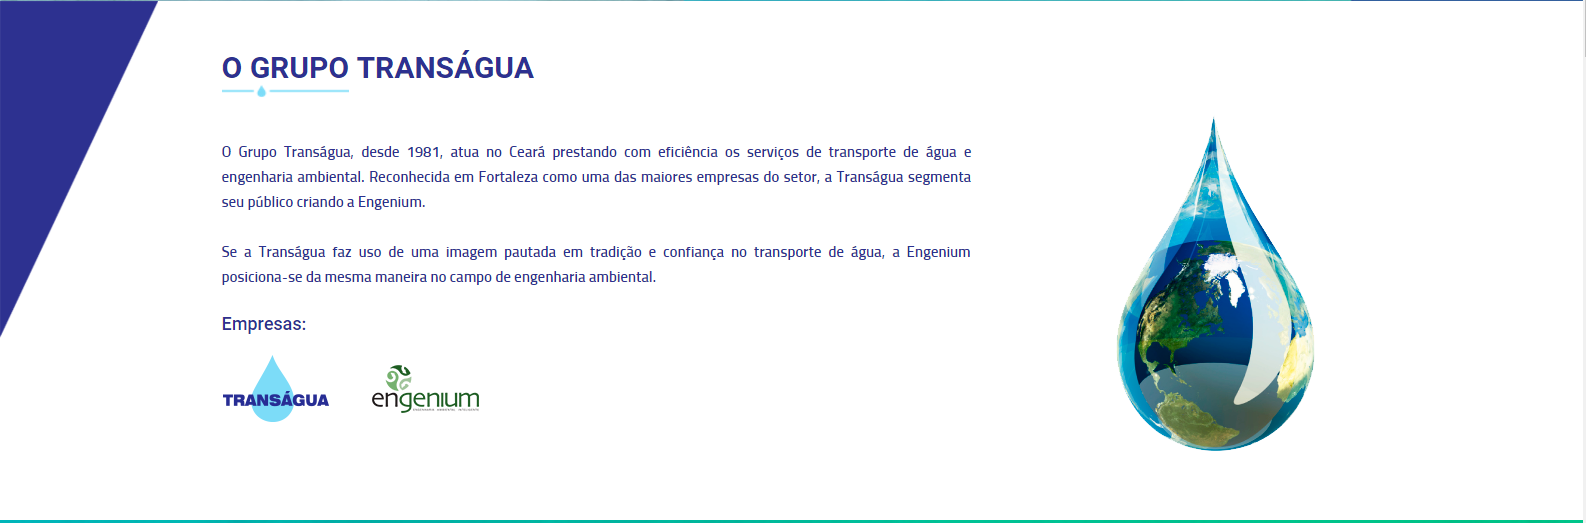 O GRUPO TRANSÁGUA
O Grupo Transágua, desde 1981, atua no Ceará prestando com eficiência os serviços de transporte de água e
engenharia ambiental. Reconhecida em Fortaleza como uma das maiores empresas do setor, a Transágua segmenta
seu público criando a Engenium.
Se a Transágua faz uso de uma imagem pautada em tradição e confiança no transporte de água, a Engenium
posiciona-se da mesma maneira no campo de engenharia ambiental.
Empresas:
TRANSÁGUA
engenium
ENGENHARIA AMBIENTAL INTELIGENTE